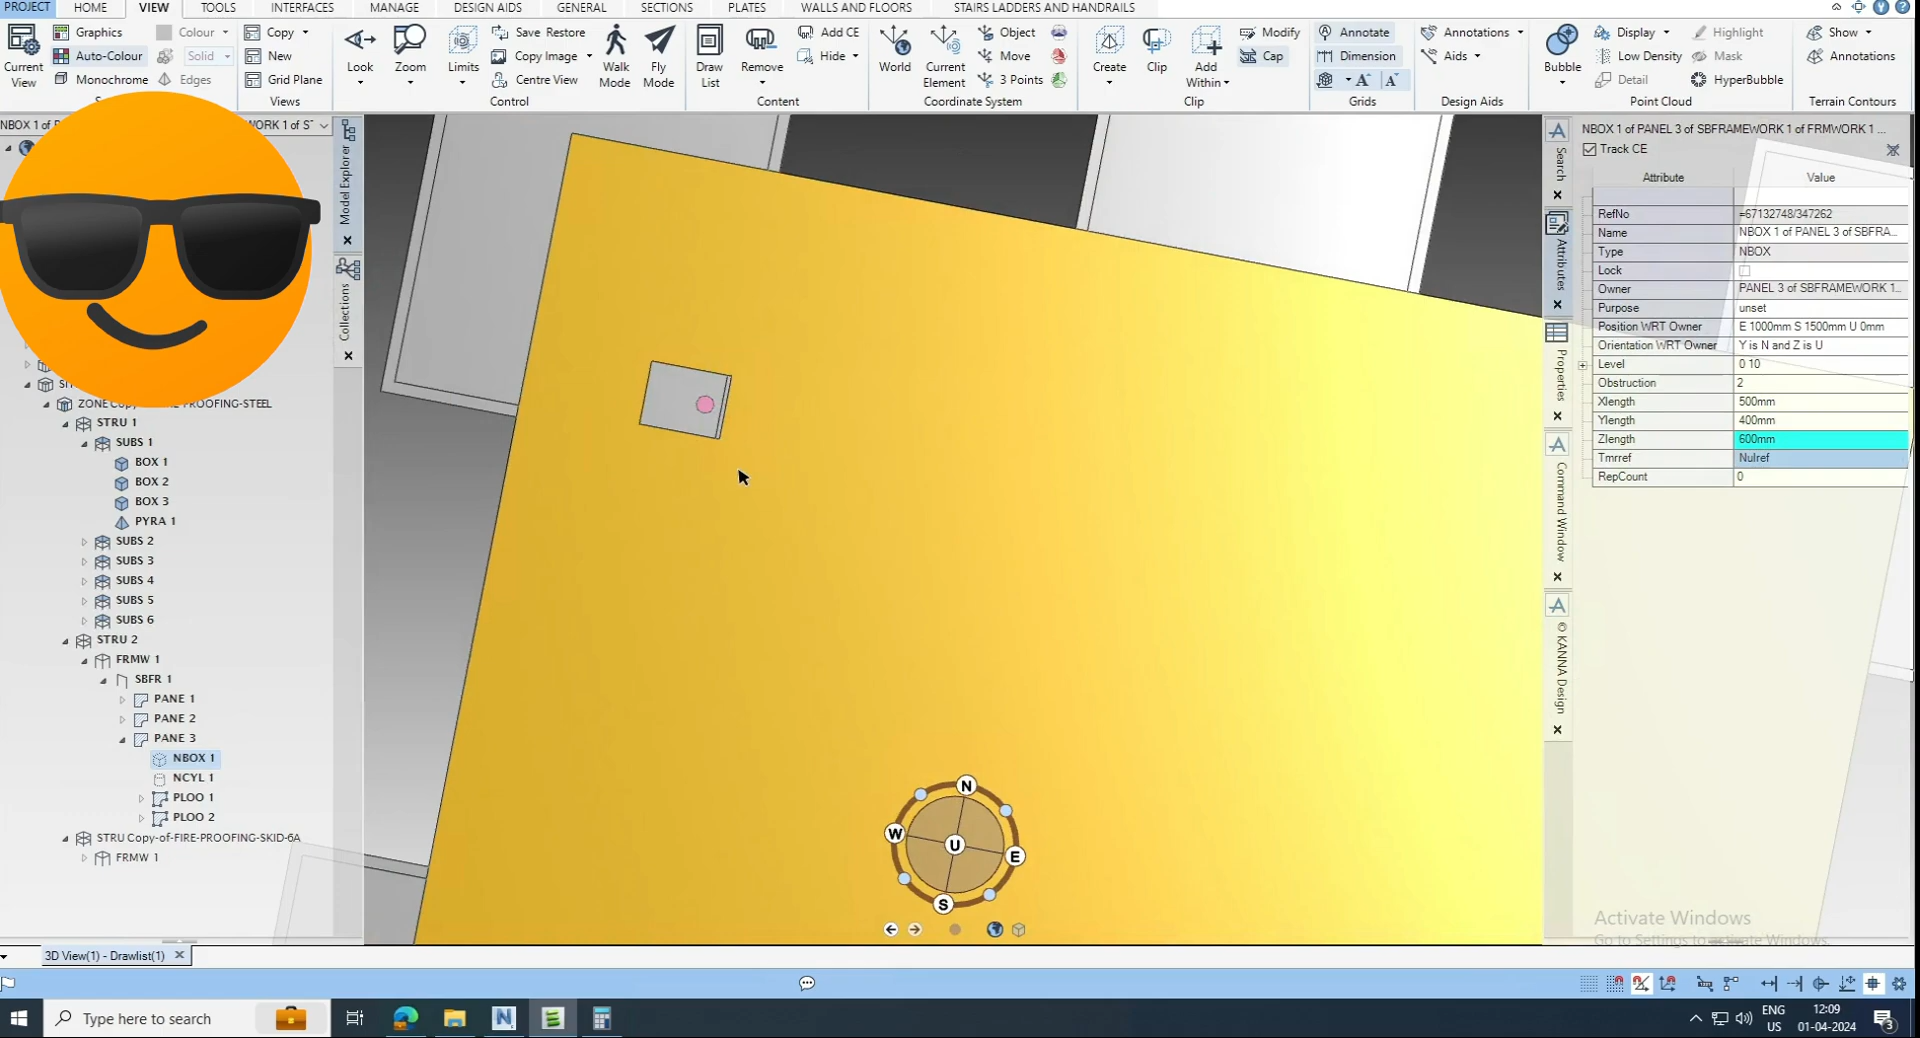 PROJECT HOME VIEW TOOLS INTERFACES MANAGE DESIGN AIDS GENERAL SECTIONS PLATES WALLS AND FLOORS STAIRS LADDERS AND HANDRAILS
Current View
Graphics
Auto-Colour
Monochrome
Colour
Solid
Edges
Copy
New
Grid Plane
Views
Look
Zoom
Limits
Save Restore
Copy Image
Centre View
Walk Mode
Fly Mode
Control
Draw List
Remove
Add CE
Hide
Content
World
Current Element
Object
Move
3 Points
Coordinate System
Create
Clip
Add Within
Modify
Cap
Clip
Annotate
Dimension
Grids
Annotations
Aids
Design Aids
Bubble
Display
Low Density
Detail
Highlight
Mask
HyperBubble
Point Cloud
Show
Annotations
Terrain Contours
ZONE
STEEL
STRU 1
SUBS 1
BOX 1
BOX 2
BOX 3
PYRA 1
SUBS 2
SUBS 3
SUBS 4
SUBS 5
SUBS 6
STRU 2
FRMW 1
SBFR 1
PANE 1
PANE 2
PANE 3
NBOX 1
NCYL 1
PLOO 1
PLOO 2
STRU Copy-of-FIRE-PROOFING-SKID-6A
FRMW 1
Model Explorer
Collections
N
W
U
E
S
Search
Attributes
Properties
Command Window
© KANNA Design
NBOX 1 of PANEL 3 of SBFRAMEWORK 1 of FRMWORK 1 ...
Track CE
Attribute Value
RefNo =67132748/347262
Name NBOX 1 of PANEL 3 of SBFRA...
Type NBOX
Lock
Owner PANEL 3 of SBFRAMEWORK 1...
Purpose unset
Position WRT Owner E 1000mm S 1500mm U 0mm
Orientation WRT Owner Y is N and Z is U
Level 0 10
Obstruction 2
Xlength 500mm
Ylength 400mm
Zlength 600mm
Tmrref Nulref
RepCount 0
Activate Windows
Go to Settings to activate Windows.
3D View(1) - Drawlist(1)
Type here to search
ENG
US
12:09
01-04-2024
3